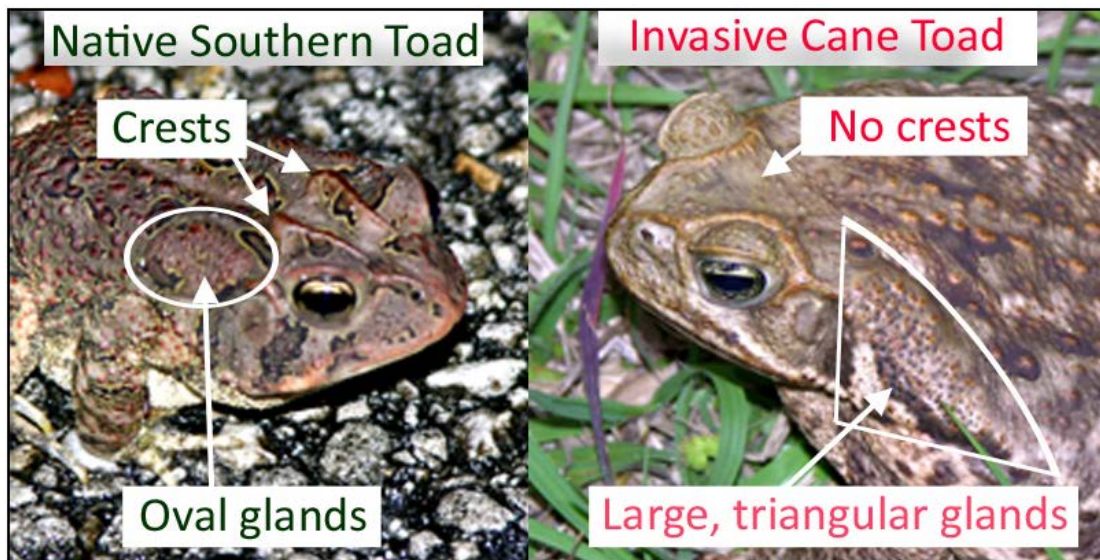 Native Southern Toad
Crests
Oval glands
Invasive Cane Toad
No crests
Large, triangular glands